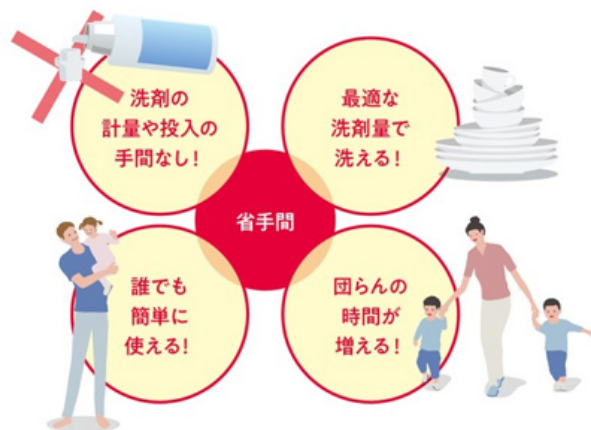 洗剤の
計量や投入の
手間なし!
最適な
洗剤量で
洗える!
省手間
誰でも
簡単に
使える!
団らんの
時間が
増える!